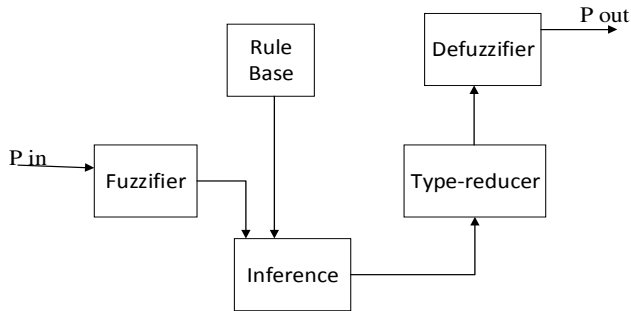 P out
Defuzzifier
Rule
Base
P in
Fuzzifier
Type-reducer
Inference